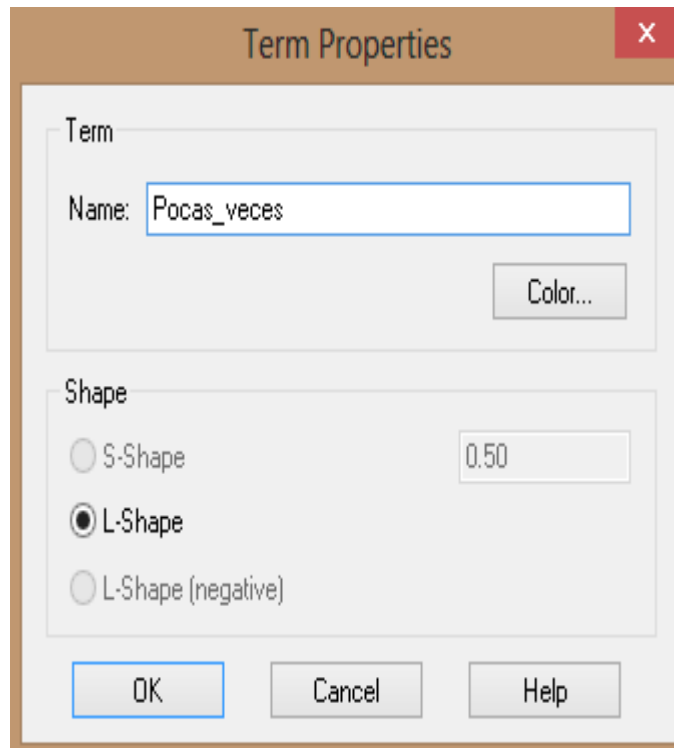 Term Properties
x
Term
Name: Pocas_veces
Color...
Shape
S-Shape 0.50
L-Shape
L-Shape (negative)
OK Cancel Help